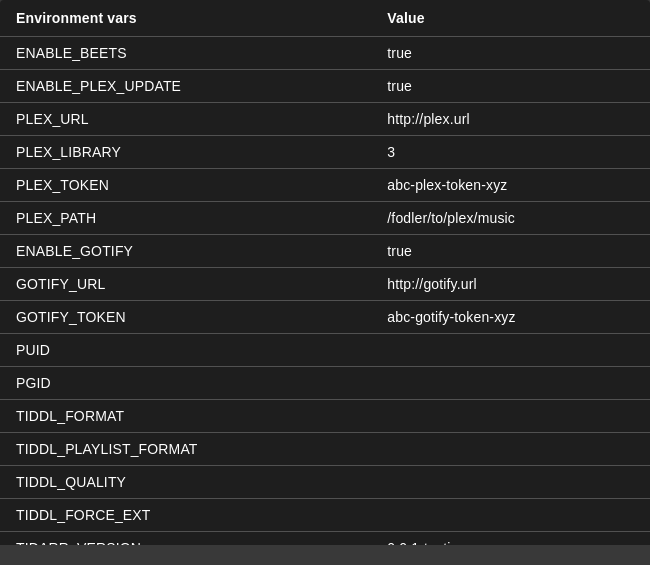 Environment vars Value
ENABLE_BEETS true
ENABLE_PLEX_UPDATE true
PLEX_URL http://plex.url
PLEX_LIBRARY 3
PLEX_TOKEN abc-plex-token-xyz
PLEX_PATH /fodler/to/plex/music
ENABLE_GOTIFY true
GOTIFY_URL http://gotify.url
GOTIFY_TOKEN abc-gotify-token-xyz
PUID
PGID
TIDDL_FORMAT
TIDDL_PLAYLIST_FORMAT
TIDDL_QUALITY
TIDDL_FORCE_EXT